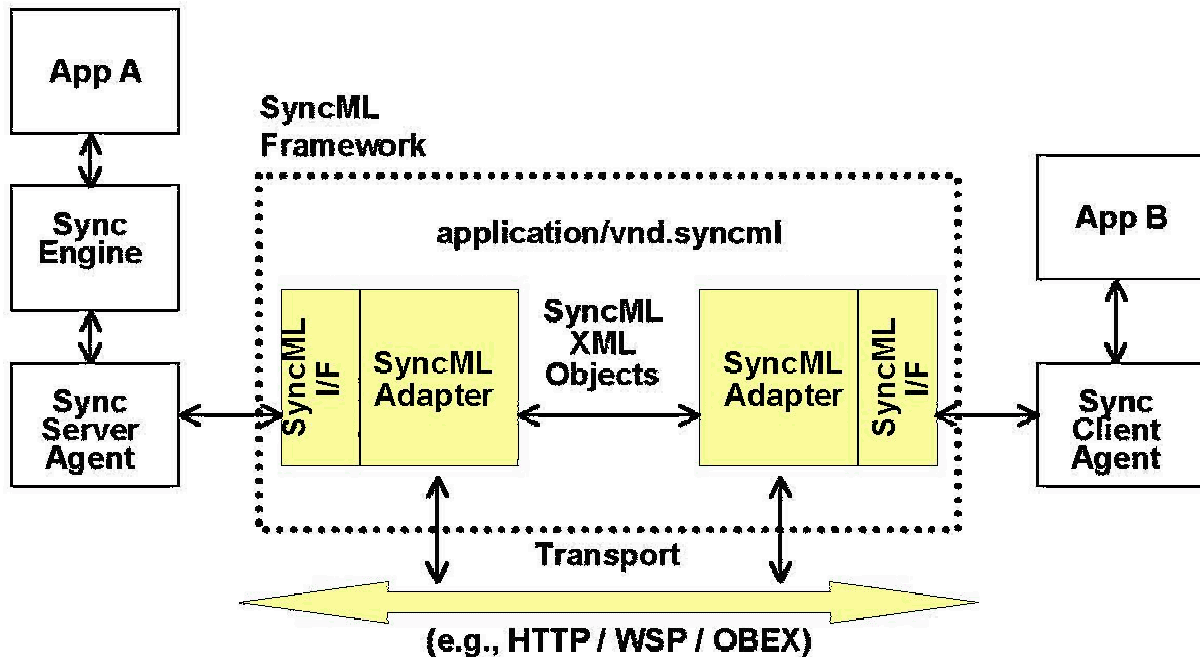 App A
Sync
Engine
Sync
Server
Agent
SyncML
Framework
application/vnd.syncml
SyncML
I/F
SyncML
Adapter
SyncML
XML
Objects
SyncML
Adapter
SyncML
I/F
App B
Sync
Client
Agent
Transport
(e.g., HTTP / WSP / OBEX)